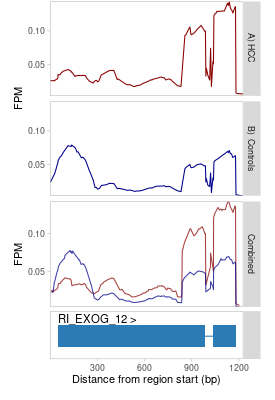 0.10
0.05
A) HCC
FPM
0.10
0.05
B) Controls
0.10
0.05
Combined
FPM
RI_EXOG_12 >
300
600
900
1200
Distance from region start (bp)